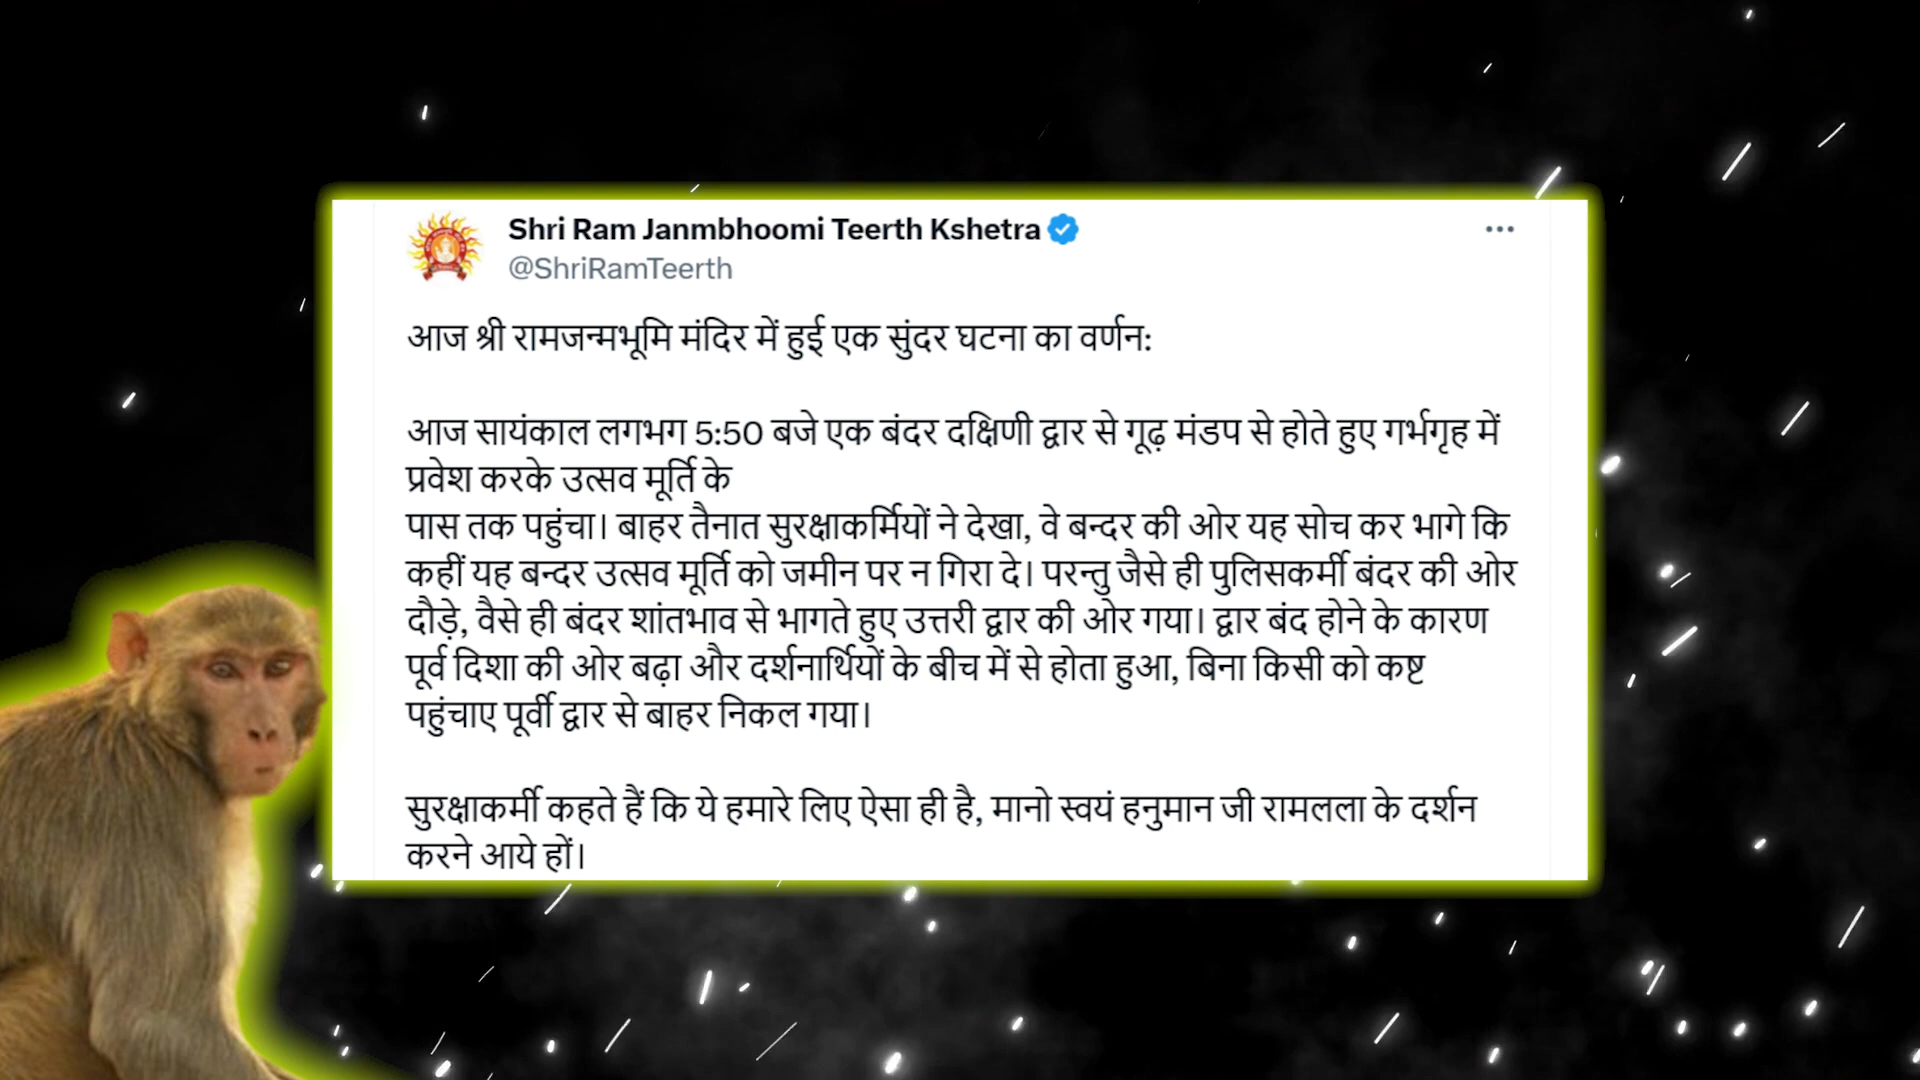 Shri Ram Janmbhoomi Teerth Kshetra
@ShriRamTeerth
आज श्री रामजन्मभूमि मंदिर में हुई एक सुंदर घटना का वर्णन:
आज सायंकाल लगभग 5:50 बजे एक बंदर दक्षिणी द्वार से गूढ़ मंडप से होते हुए गर्भगृह में
प्रवेश करके उत्सव मूर्ति के
पास तक पहुंचा। बाहर तैनात सुरक्षाकर्मियों ने देखा, वे बन्दर की ओर यह सोच कर भागे कि
कहीं यह बन्दर उत्सव मूर्ति को जमीन पर न गिरा दे। परन्तु जैसे ही पुलिसकर्मी बंदर की ओर
दौड़े, वैसे ही बंदर शांतभाव से भागते हुए उत्तरी द्वार की ओर गया। द्वार बंद होने के कारण
पूर्व दिशा की ओर बढ़ा और दर्शनार्थियों के बीच में से होता हुआ, बिना किसी को कष्ट
पहुंचाए पूर्वी द्वार से बाहर निकल गया।
सुरक्षाकर्मी कहते हैं कि ये हमारे लिए ऐसा ही है, मानो स्वयं हनुमान जी रामलला के दर्शन
करने आये हों।